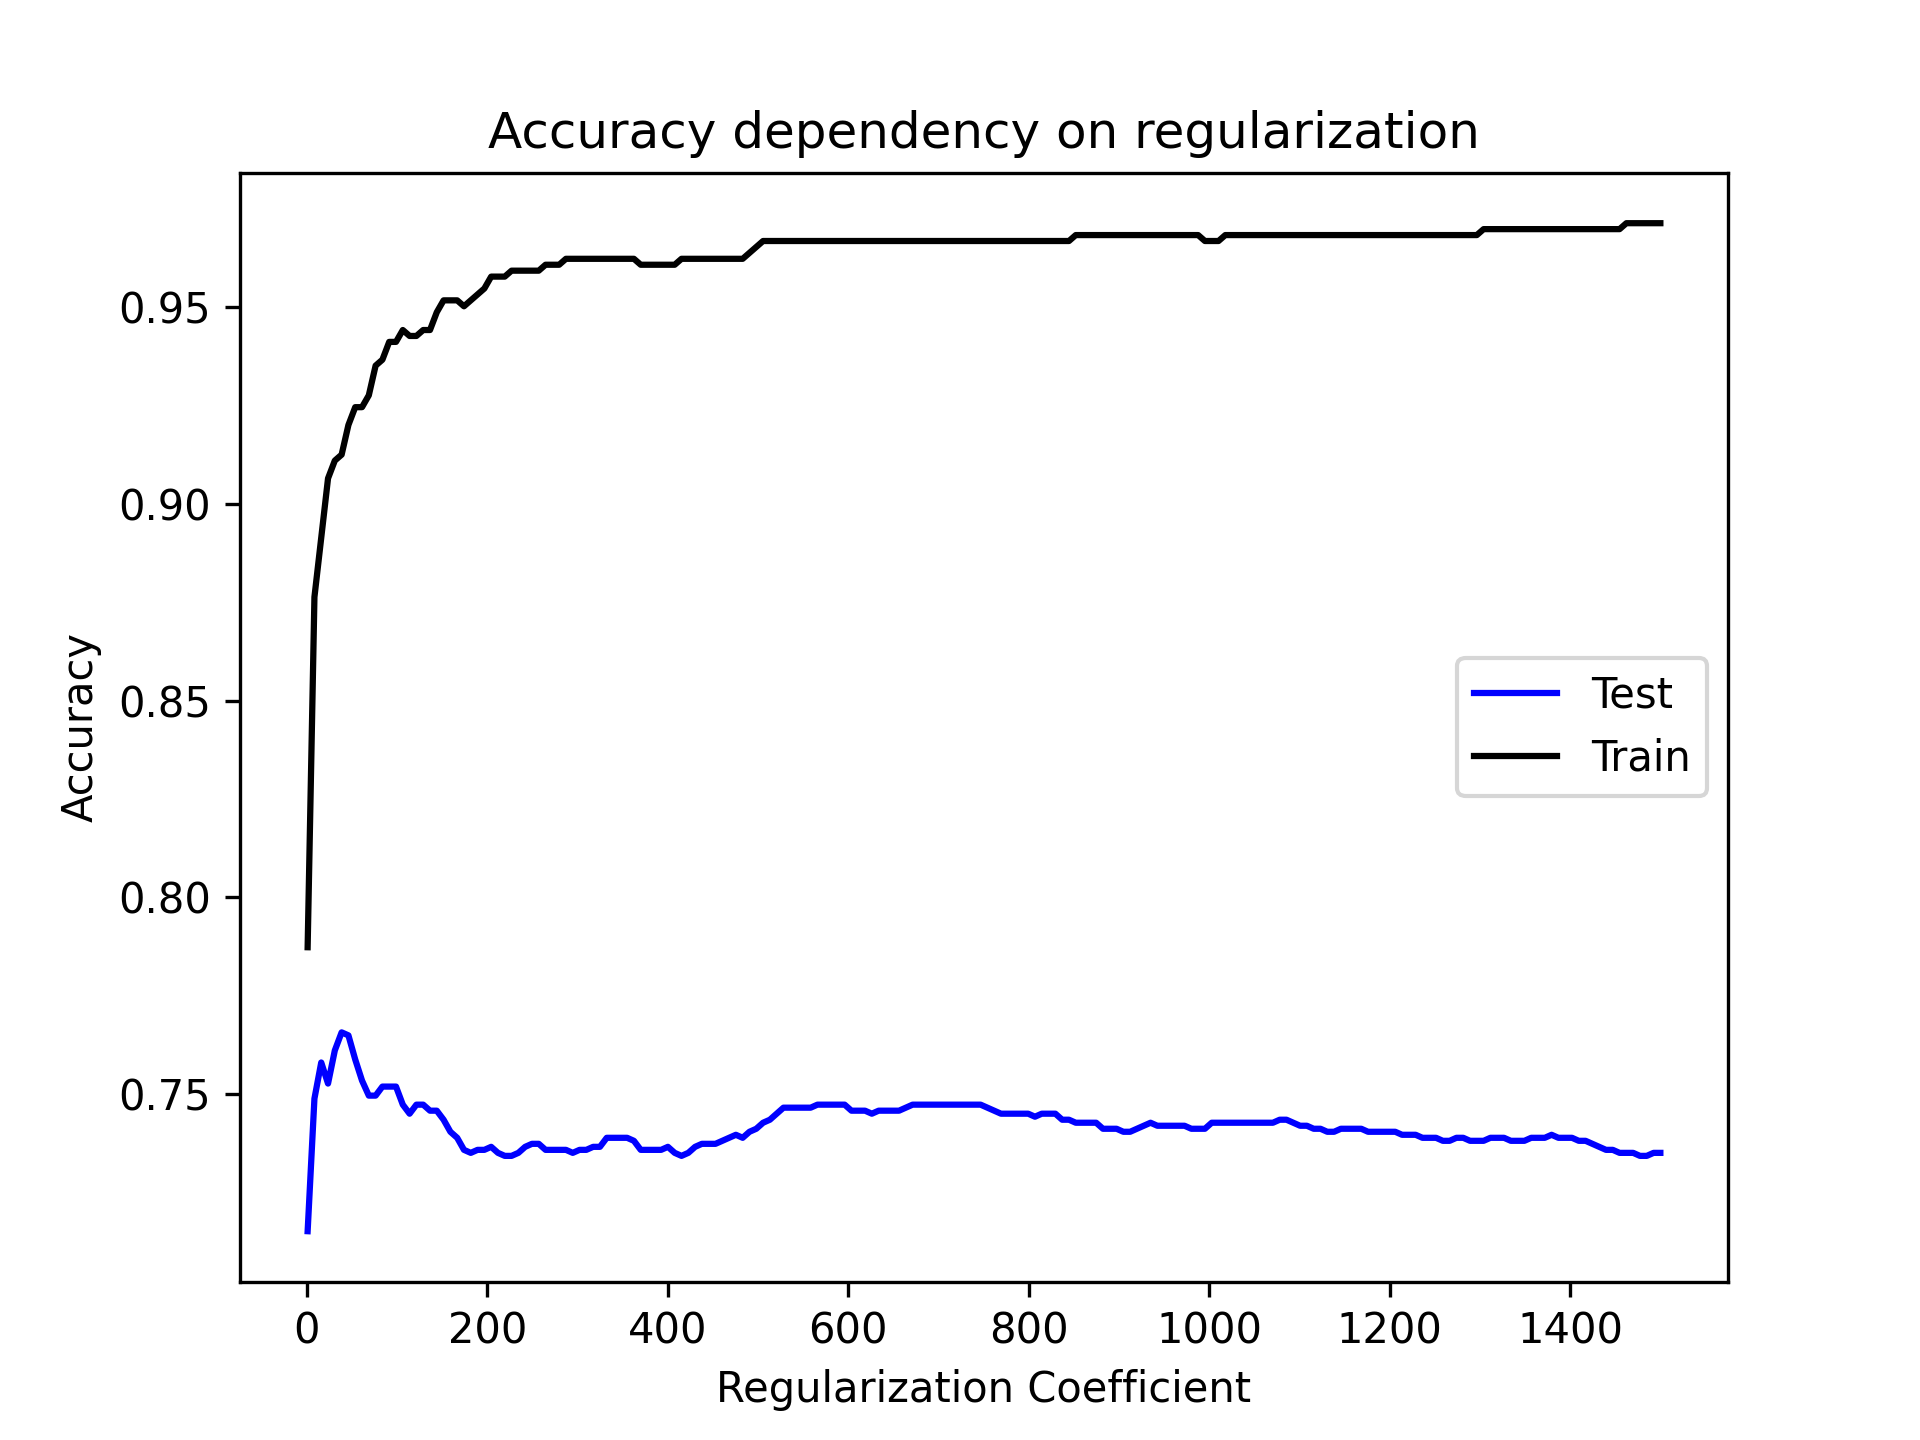 Accuracy dependency on regularization
Accuracy
0.95
0.90
0.85
0.80
0.75
Test
Train
0 200 400 600 800 1000 1200 1400
Regularization Coefficient